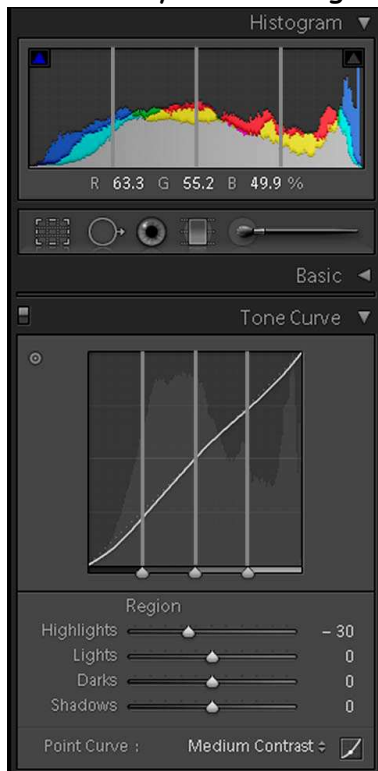 Histogram
R 63.3 G 55.2 B 49.9 %
Basic
Tone Curve
Region
Highlights - 30
Lights 0
Darks 0
Shadows 0
Point Curve : Medium Contrast